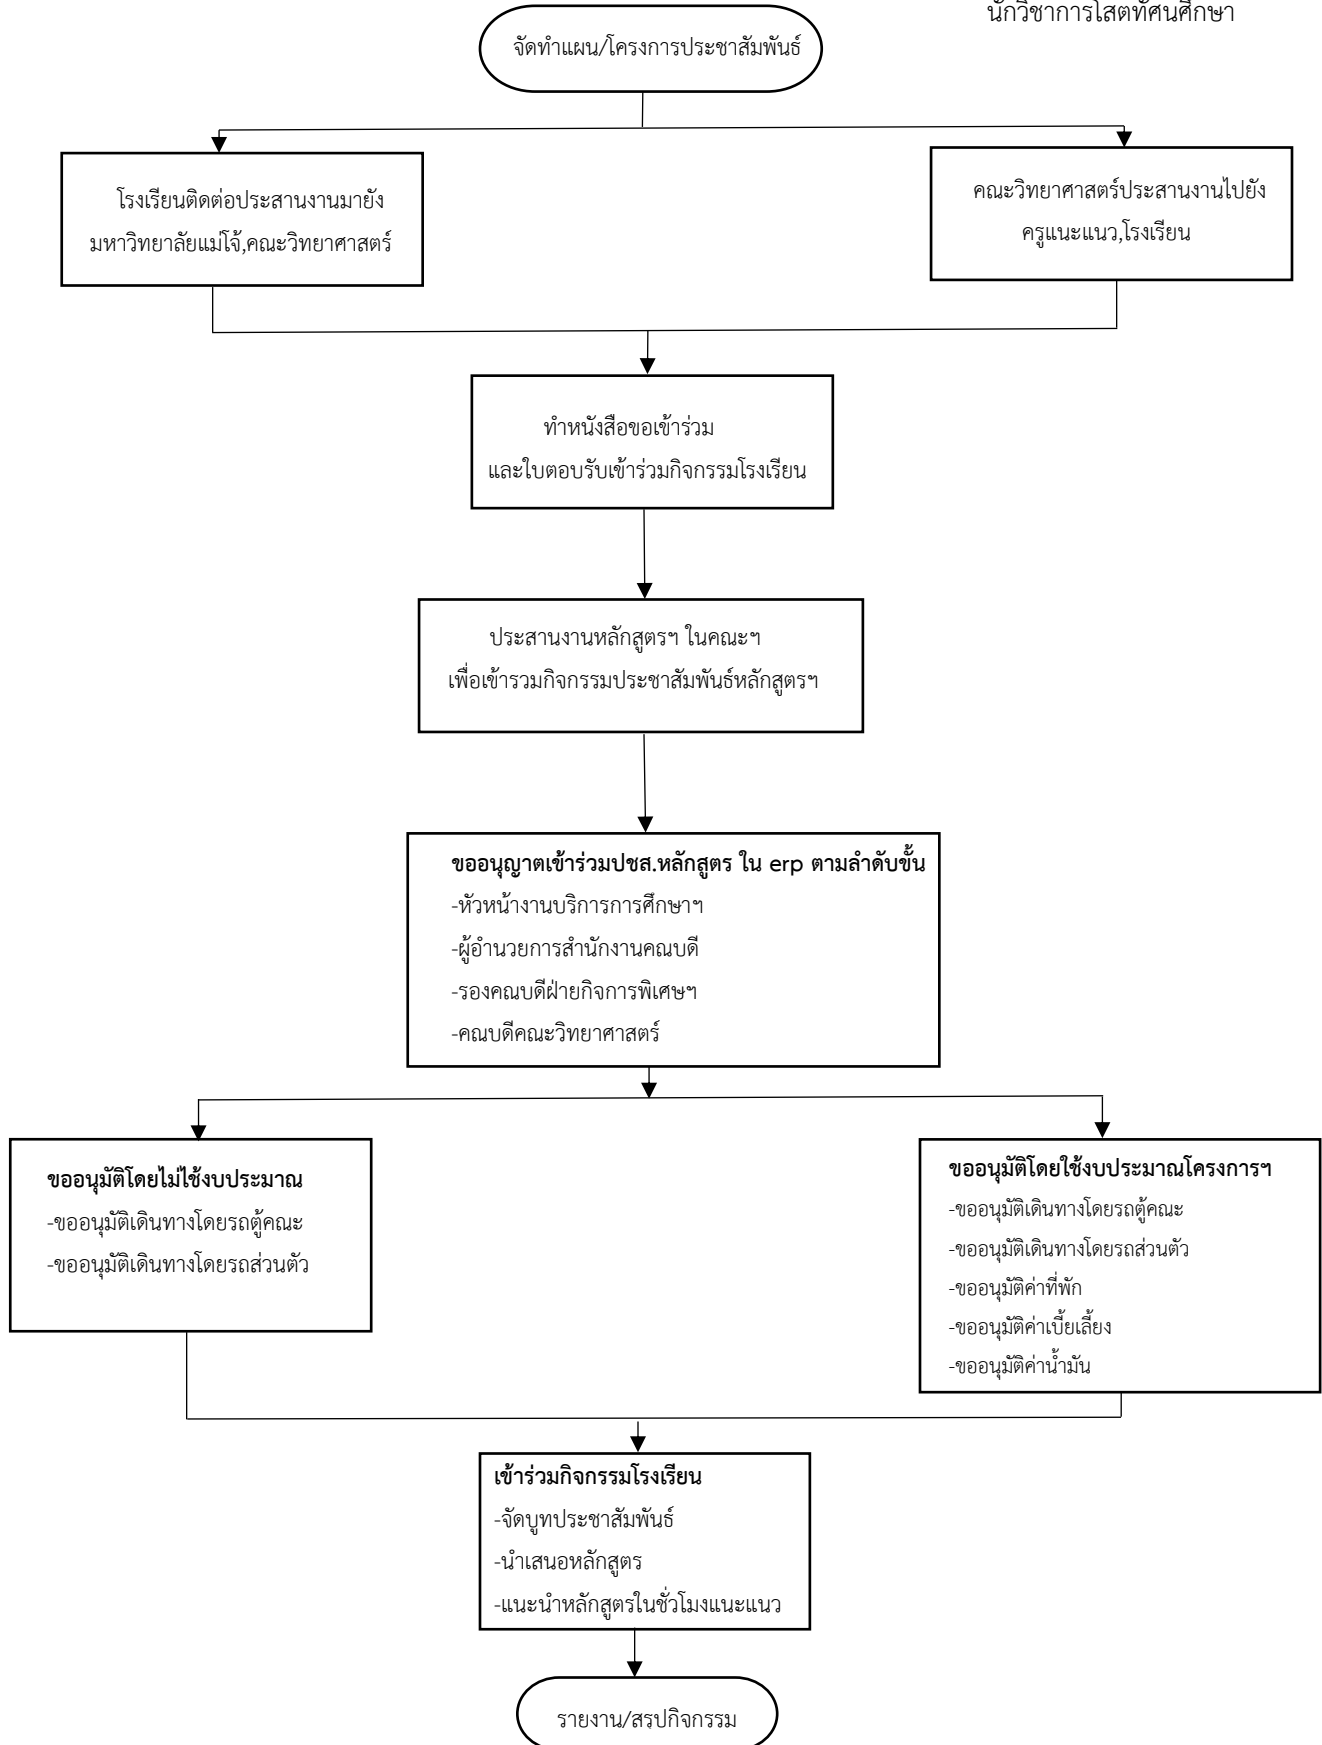 นักวิชาการโสตทัศนศึกษา
จัดทำแผน/โครงการประชาสัมพันธ์
โรงเรียนติดต่อประสานงานมายัง
มหาวิทยาลัยแม่โจ้,คณะวิทยาศาสตร์
คณะวิทยาศาสตร์ประสานงานไปยัง
ครูแนะแนว,โรงเรียน
ทำหนังสือขอเข้าร่วม
และใบตอบรับเข้าร่วมกิจกรรมโรงเรียน
ประสานงานหลักสูตรฯ ในคณะฯ
เพื่อเข้ารวมกิจกรรมประชาสัมพันธ์หลักสูตรฯ
ขออนุญาตเข้าร่วมปชส.หลักสูตร ใน erp ตามลำดับขั้น
-หัวหน้างานบริการการศึกษาฯ
-ผู้อำนวยการสำนักงานคณบดี
-รองคณบดีฝ่ายกิจการพิเศษฯ
-คณบดีคณะวิทยาศาสตร์
ขออนุมัติโดยไม่ใช้งบประมาณ
-ขออนุมัติเดินทางโดยรถตู้คณะ
-ขออนุมัติเดินทางโดยรถส่วนตัว
ขออนุมัติโดยใช้งบประมาณโครงการฯ
-ขออนุมัติเดินทางโดยรถตู้คณะ
-ขออนุมัติเดินทางโดยรถส่วนตัว
-ขออนุมัติค่าที่พัก
-ขออนุมัติค่าเบี้ยเลี้ยง
-ขออนุมัติค่าน้ำมัน
เข้าร่วมกิจกรรมโรงเรียน
-จัดบูทประชาสัมพันธ์
-นำเสนอหลักสูตร
-แนะนำหลักสูตรในชั่วโมงแนะแนว
รายงาน/สรุปกิจกรรม